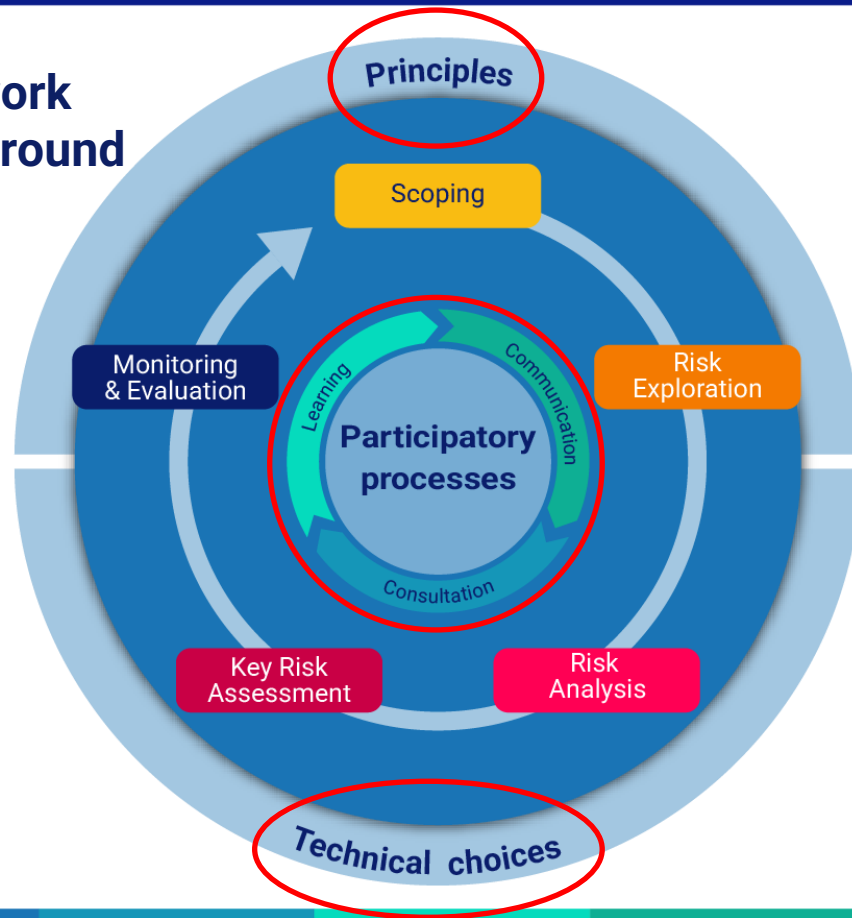 ork
round
Principles
Scoping
Monitoring
& Evaluation
Risk
Exploration
Learning
Communication
Participatory
processes
Consultation
Key Risk
Assessment
Risk
Analysis
Technical choices